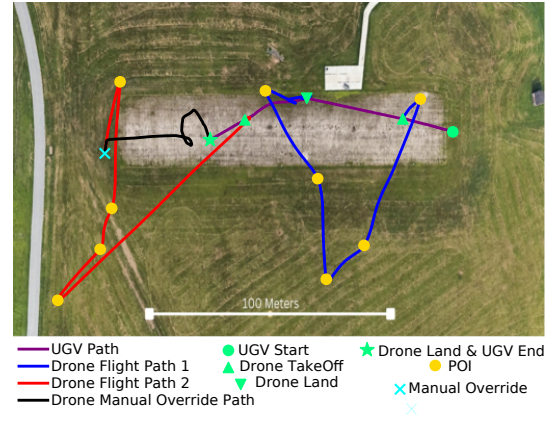 100 Meters
UGV Path
Drone Flight Path 1
Drone Flight Path 2
Drone Manual Override Path
UGV Start
Drone TakeOff
Drone Land
Drone Land & UGV End
POI
Manual Override